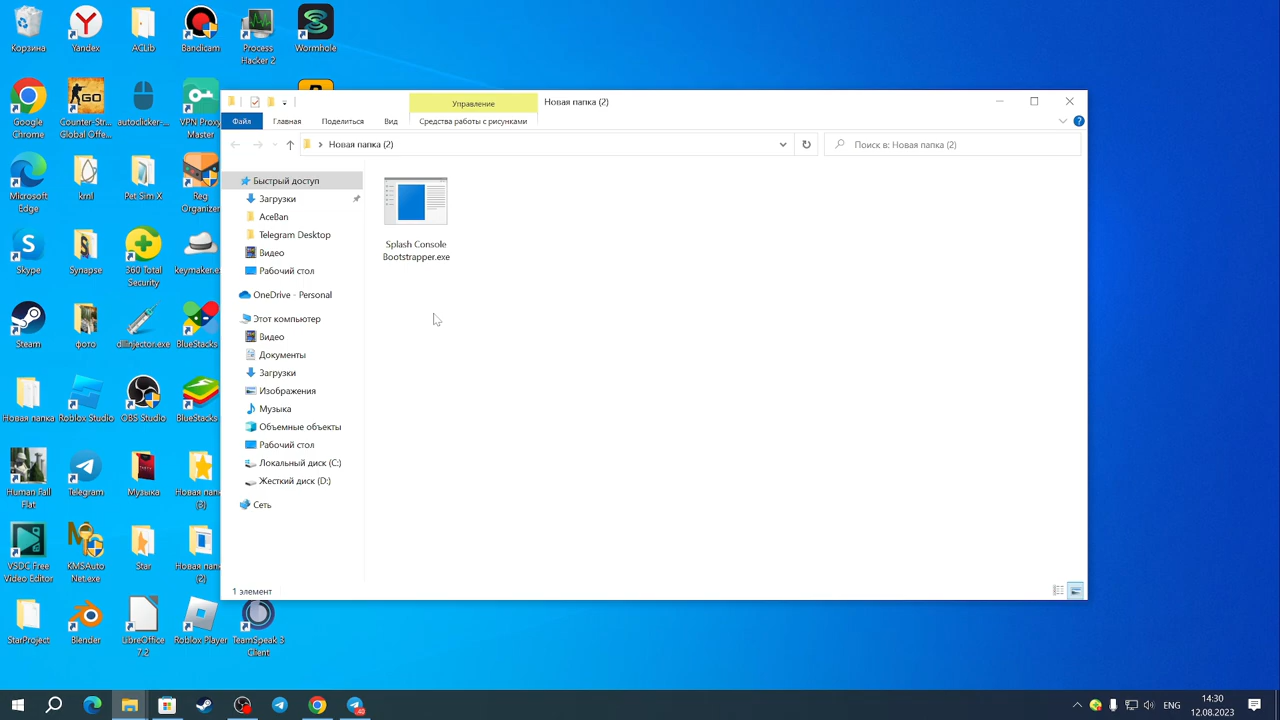 Корзина
Yandex
ACLib
Bandicam
Process
Hacker 2
Wormhole
Google
Chrome
Counter-Str...
Global Offe...
autoclicker-...
VPN Proxy
Master
Microsoft
Edge
kml
Pet Sim X
Reg
Organizer
Skype
Synapse
360 Total
Security
keymaker.e
Steam
фото
dllinjector.exe
BlueStacks
Новая папка
Roblox Studio
OBS Studio
BlueStacks
Human Fall
Flat
Telegram
Музыка
Новая пап
(3)
VSDC Free
Video Editor
KMSAuto
Net.exe
Star
Новая пап
(2)
StarProject
Blender
LibreOffice
7.2
Roblox Player
TeamSpeak 3
Client
Управление
Новая папка (2)
Файл
Главная
Поделиться
Вид
Средства работы с рисунками
Новая папка (2)
Поиск в: Новая папка (2)
Быстрый доступ
Загрузки
AceBan
Telegram Desktop
Видео
Рабочий стол
OneDrive - Personal
Этот компьютер
Видео
Документы
Загрузки
Изображения
Музыка
Объемные объекты
Рабочий стол
Локальный диск (C:)
Жесткий диск (D:)
Сеть
Splash Console
Bootstrapper.exe
1 элемент
ENG
14:30
12.08.2023